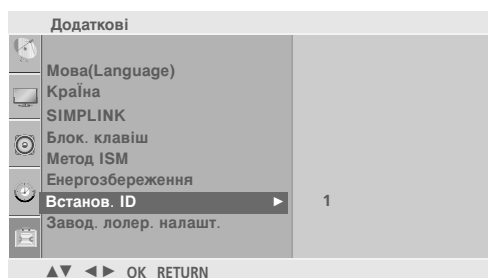 Додаткові
Мова(Language)
КраЇна
SIMPLINK
Блок. клавіш
Метод ISM
Енергозбереження
Встанов. ID ► 1
Завод. лолер. налашт.
▲▼ ◄► OK RETURN